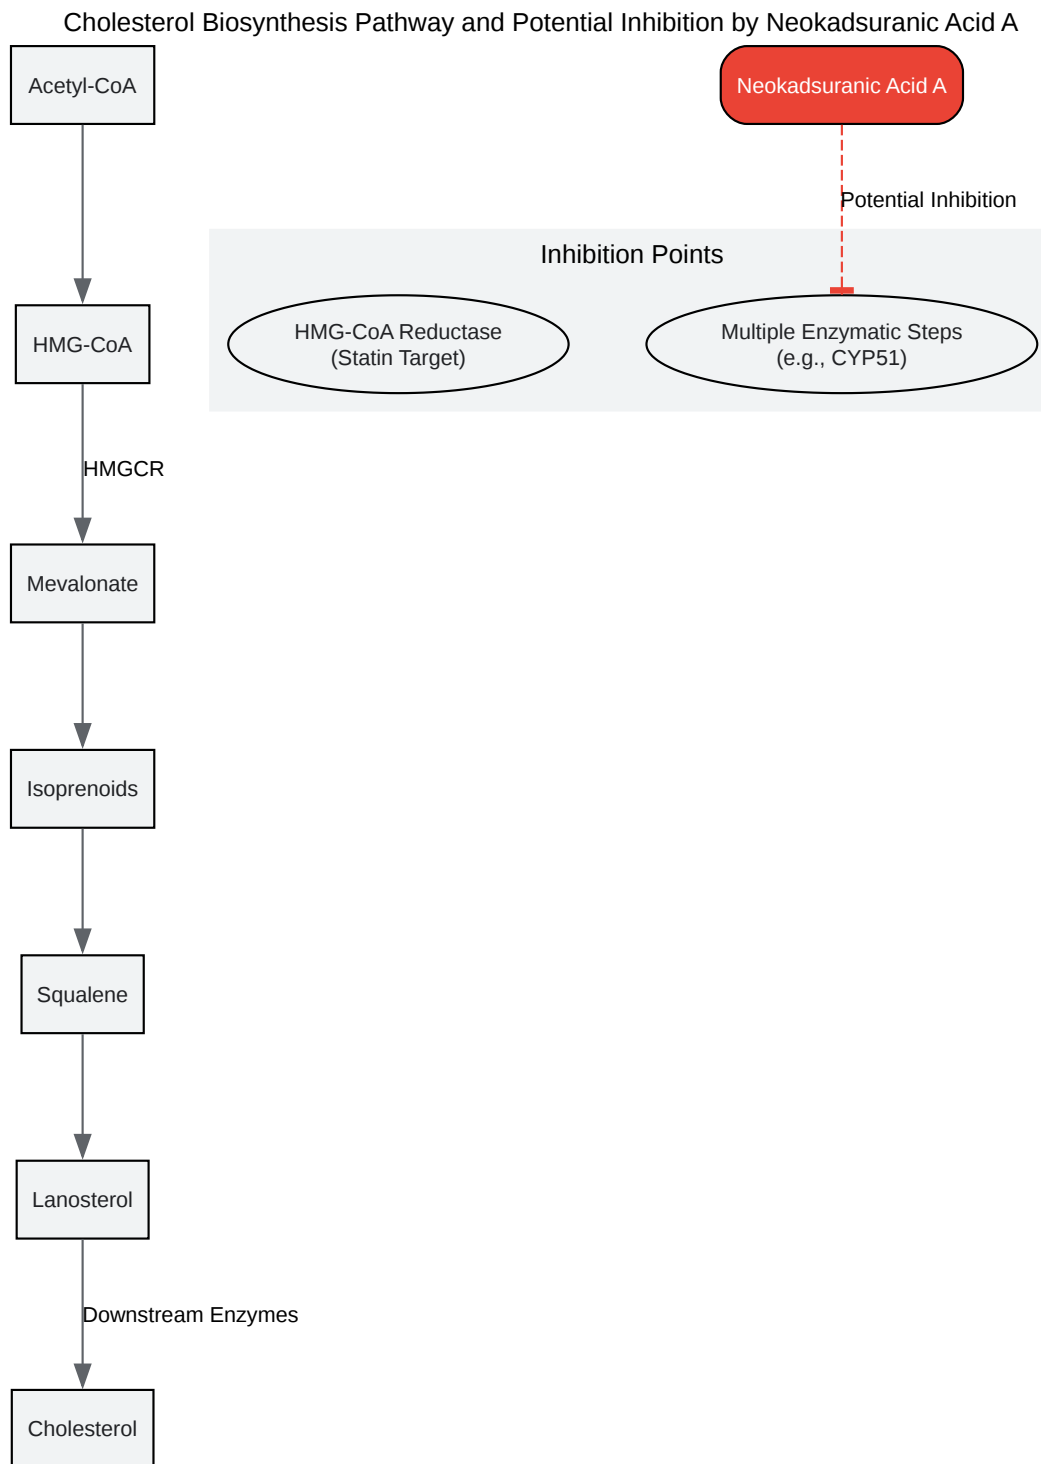 Cholesterol Biosynthesis Pathway and Potential Inhibition by Neokadsuranic Acid A
Acetyl-CoA
Neokadsuranic Acid A
Potential Inhibition
Inhibition Points
HMG-CoA
HMG-CoA Reductase
(Statin Target)
Multiple Enzymatic Steps
(e.g., CYP51)
HMGCR
Mevalonate
Isoprenoids
Squalene
Lanosterol
Downstream Enzymes
Cholesterol